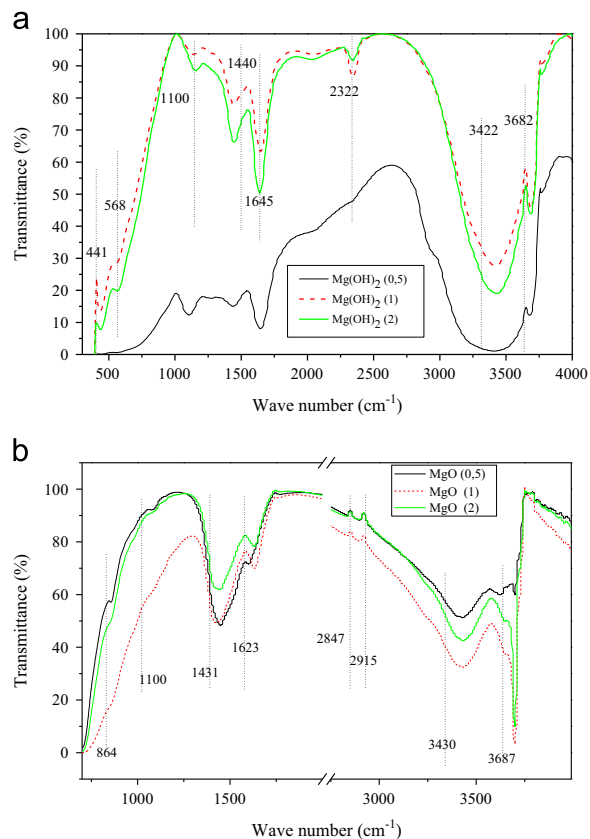 a
100
90
80
70
60
50
40
30
20
10
0
Transmittance (%)
441
568
1100
1440
1645
2322
3422
3682
Mg(OH)2 (0,5)
Mg(OH)2 (1)
Mg(OH)2 (2)
500 1000 1500 2000 2500 3000 3500 4000
Wave number (cm-1)
b
100
80
60
40
20
0
Transmittance (%)
864
1100
1431
1623
2847
2915
3430
3687
MgO (0,5)
MgO (1)
MgO (2)
1000 1500 3000 3500
Wave number (cm-1)